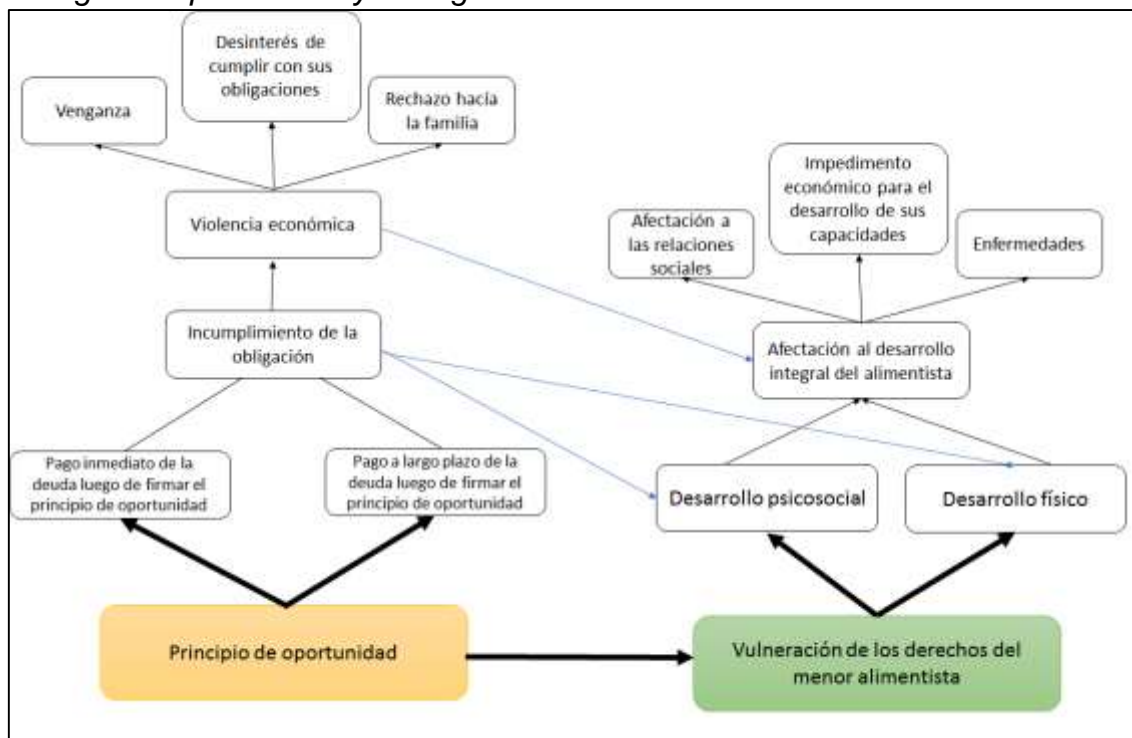 Desinterés de
cumplir con sus
obligaciones
Venganza
Rechazo hacía
la familia
Violencia económica
Impedimento
económico para el
desarrollo de sus
capacidades
Afectación a
las relaciones
sociales
Enfermedades
Incumplimiento de la
obligación
Afectación al desarrollo
integral del alimentista
Pago inmediato de la
deuda luego de firmar el
principio de oportunidad
Pago a largo plazo de la
deuda luego de firmar el
principio de oportunidad
Desarrollo psicosocial
Desarrollo físico
Principio de oportunidad
Vulneración de los derechos del
menor alimentista